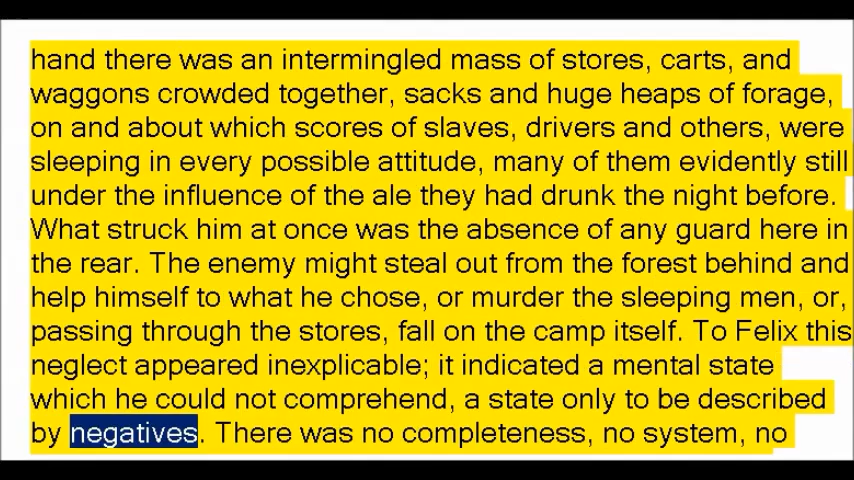 hand there was an intermingled mass of stores, carts, and
waggons crowded together, sacks and huge heaps of forage,
on and about which scores of slaves, drivers and others, were
sleeping in every possible attitude, many of them evidently still
under the influence of the ale they had drunk the night before.
What struck him at once was the absence of any guard here in
the rear. The enemy might steal out from the forest behind and
help himself to what he chose, or murder the sleeping men, or,
passing through the stores, fall on the camp itself. To Felix this
neglect appeared inexplicable; it indicated a mental state
which he could not comprehend, a state only to be described
by negatives. There was no completeness, no system, no